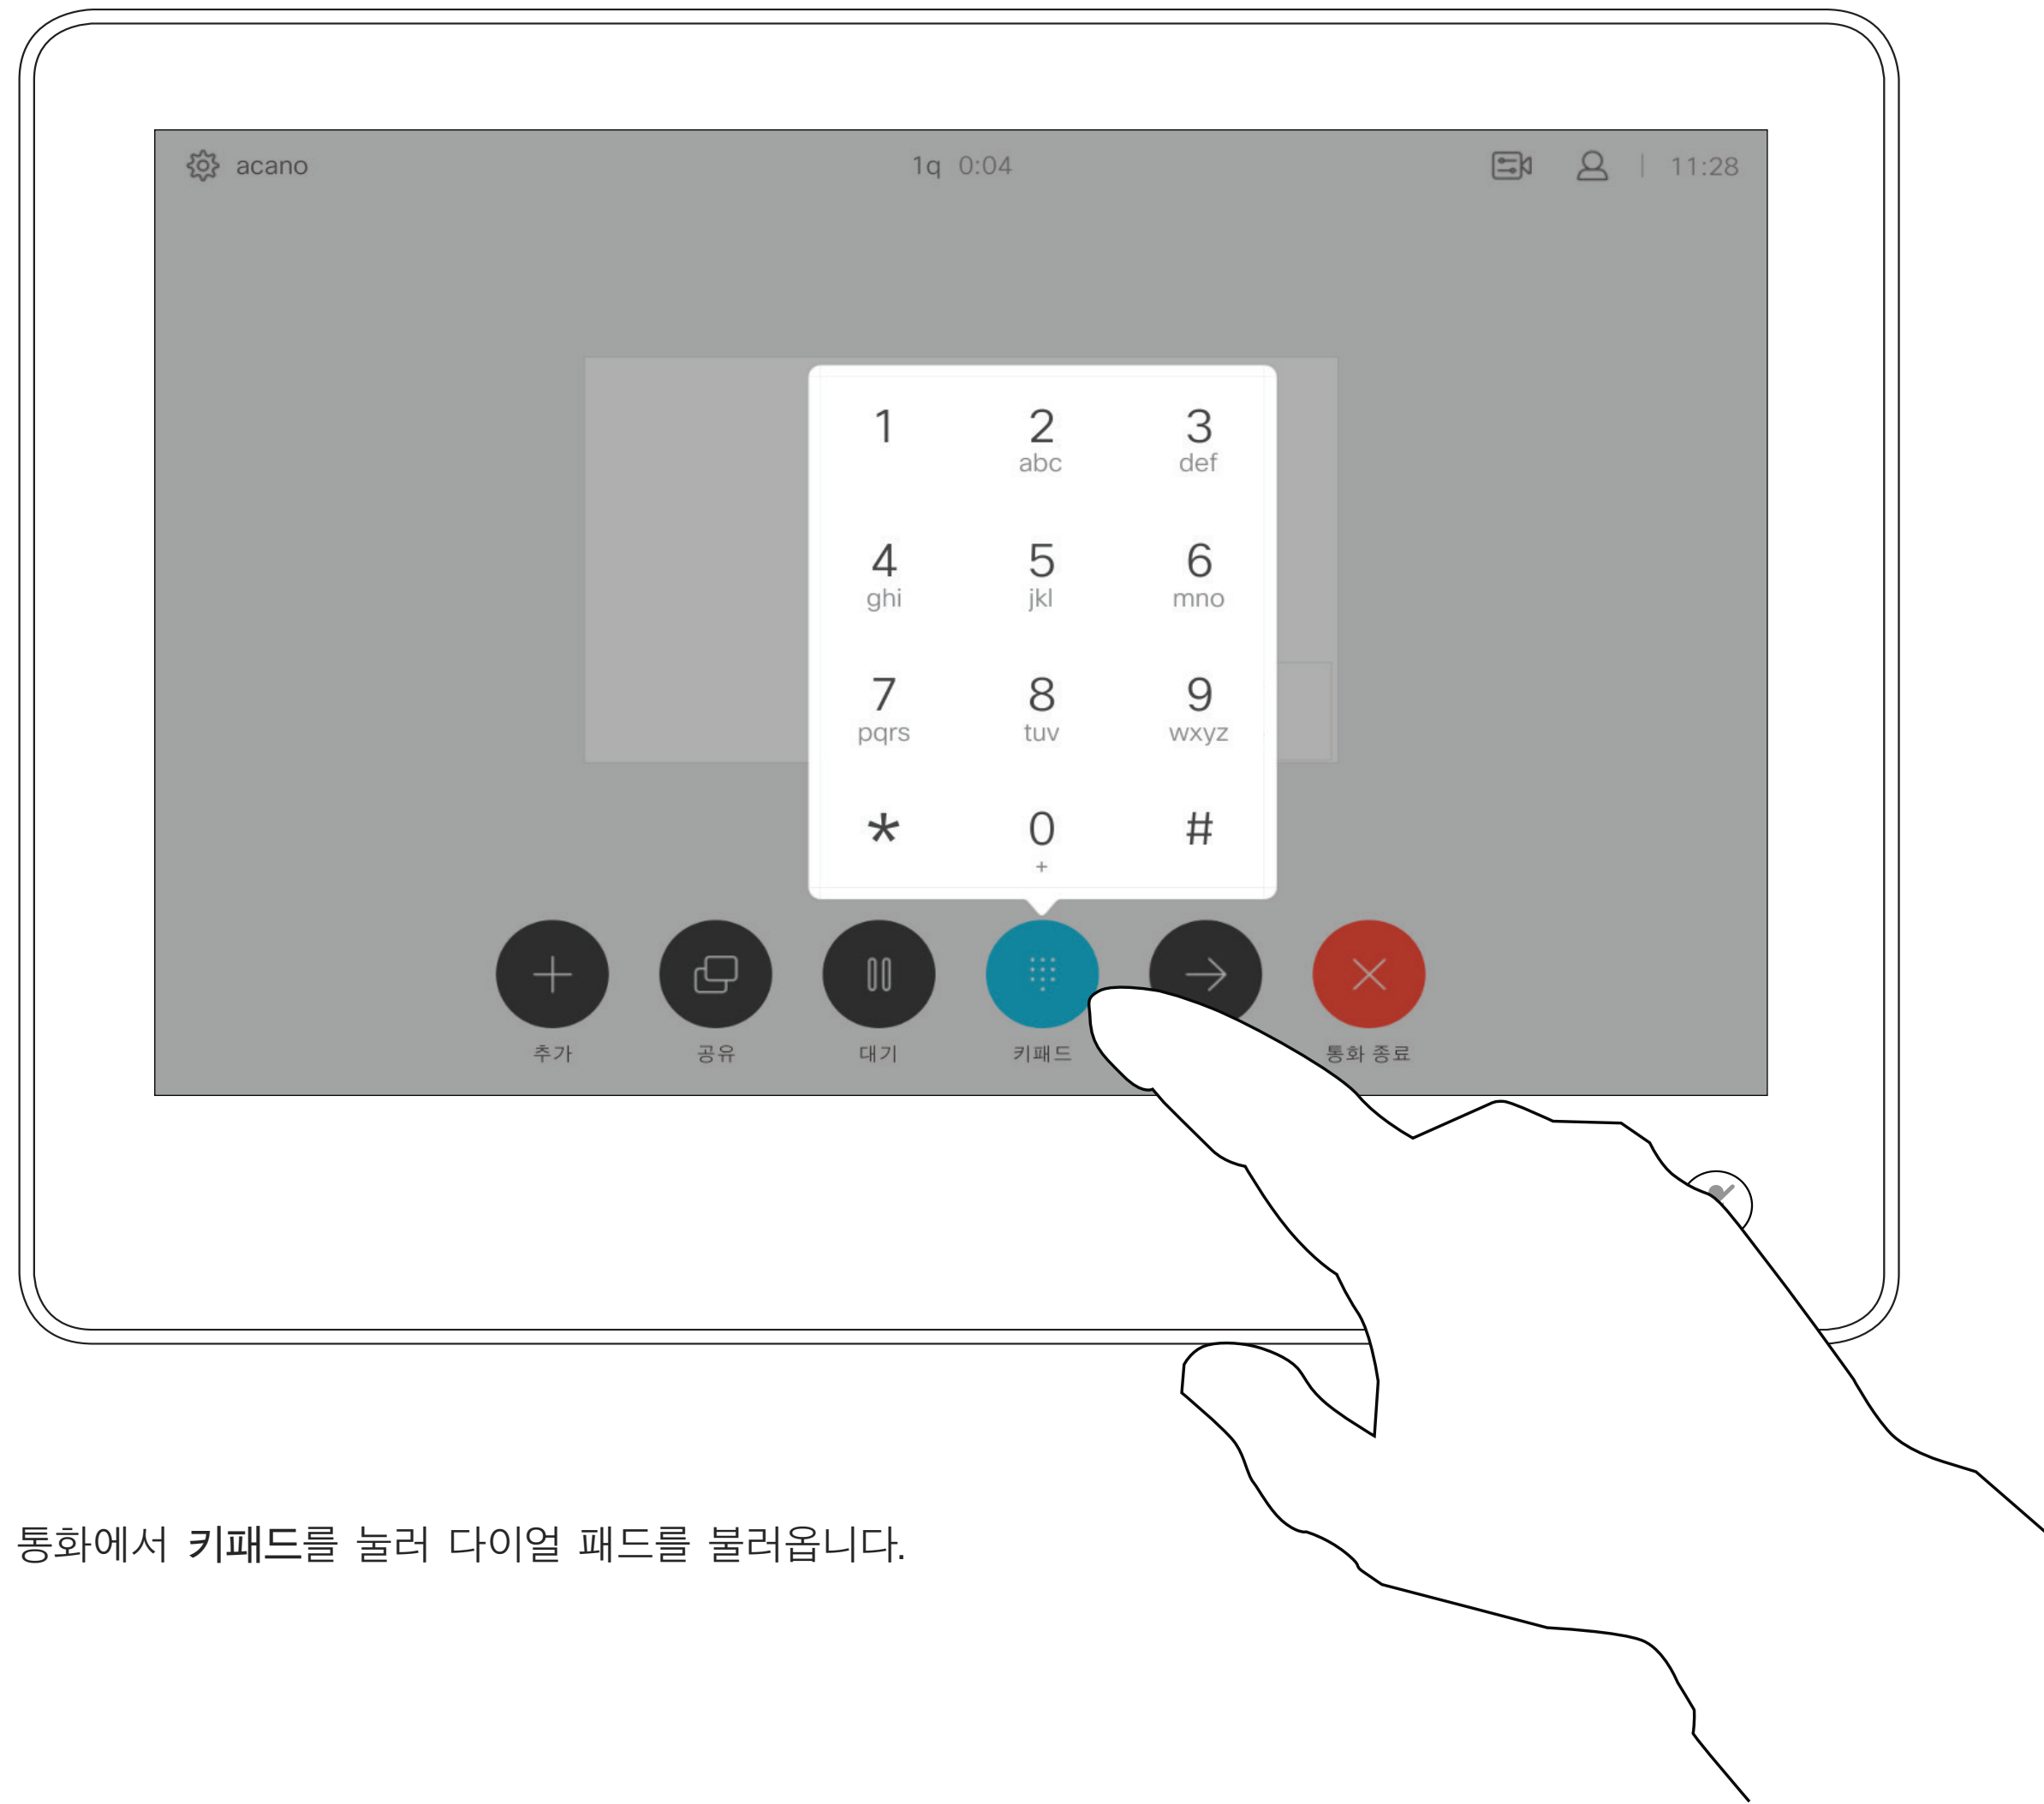 acano 1q 0:04 11:28
1 2 3
abc def
4 5 6
ghi jkl mno
7 8 9
pqrs tuv wxyz
* 0 #
+
추가 공유 대기 키패드 통화 종료
통화에서 키패드를 눌러 다이얼 패드를 불러옵니다.